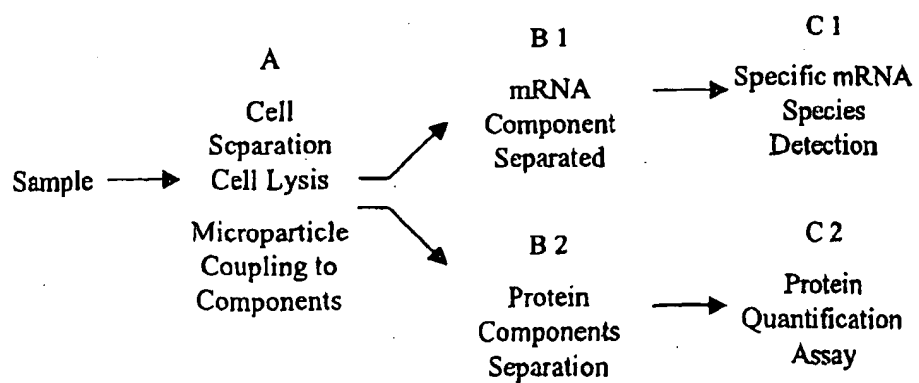 Sample
A
Cell
Separation
Cell Lysis
Microparticle
Coupling to
Components
B 1
mRNA
Component
Separated
C 1
Specific mRNA
Species
Detection
B 2
Protein
Components
Separation
C 2
Protein
Quantification
Assay